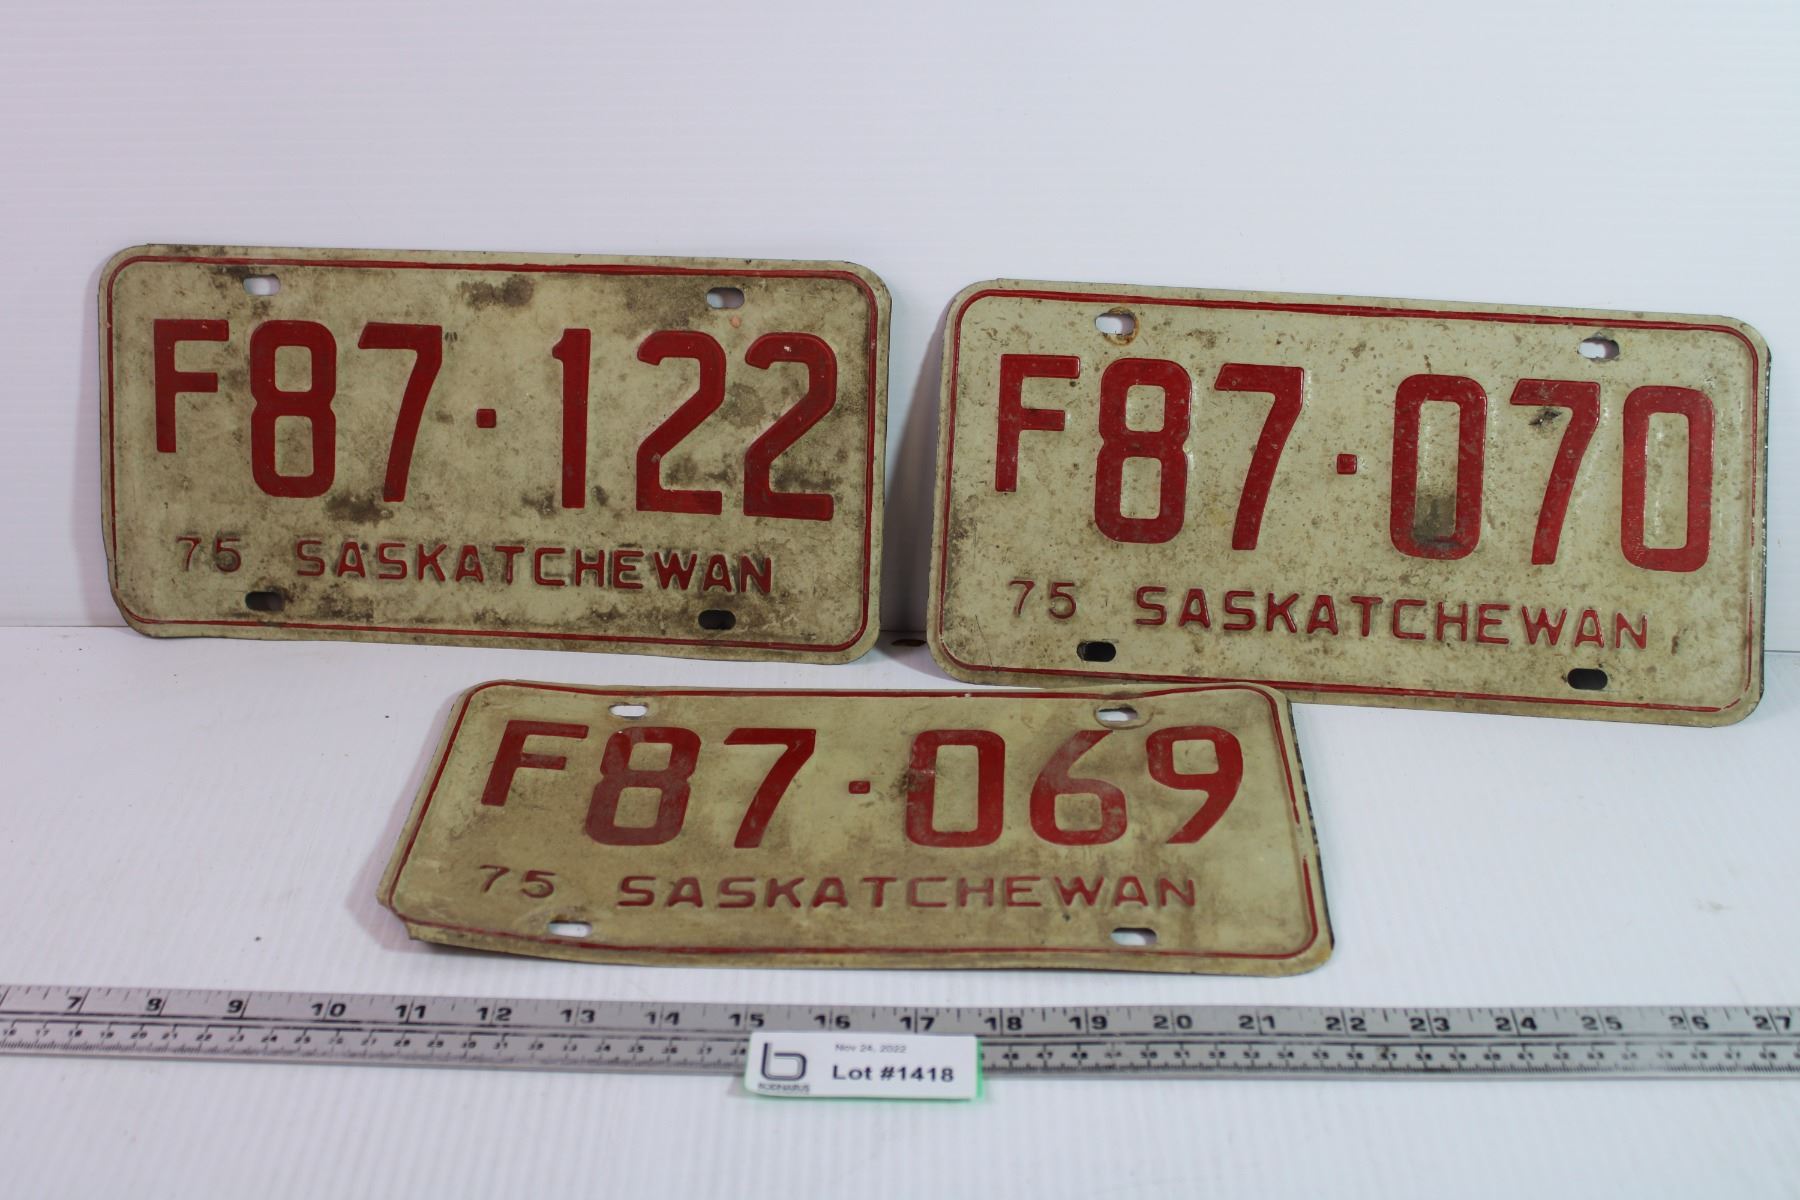 F87·122
75 SASKATCHEWAN
F87·070
75 SASKATCHEWAN
F87·069
75 SASKATCHEWAN
7 8 9 10 11 12 13 14 15 16 17 18 19 20 21 22 23 24 25 26 27
Nov 24, 2022
Lot #1418
BODNARUS